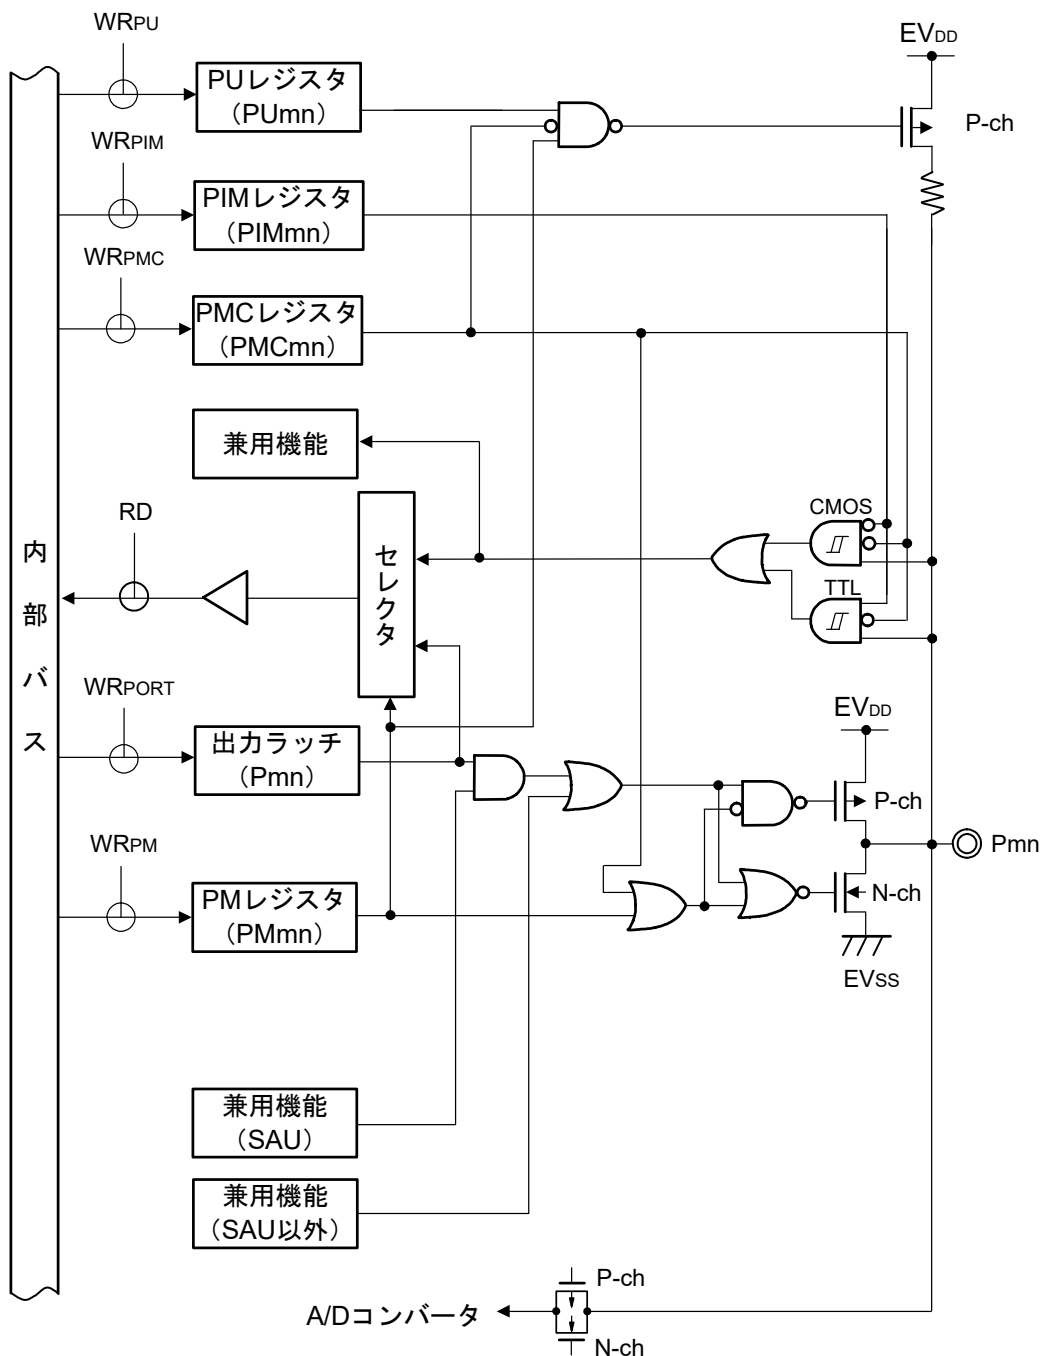 WRPU
EVDD
PUレジスタ
（PUmn）
P-ch
WRPIM
PIMレジスタ
（PIMmn）
WRPMC
PMCレジスタ
（PMCmn）
兼用機能
CMOS
RD
セレクタ
内部バス
TTL
WRPORT
EVDD
出力ラッチ
（Pmn）
P-ch
WRPM
Pmn
PMレジスタ
（PMmn）
N-ch
EVSS
兼用機能
（SAU）
兼用機能
（SAU以外）
P-ch
A/Dコンバータ
N-ch